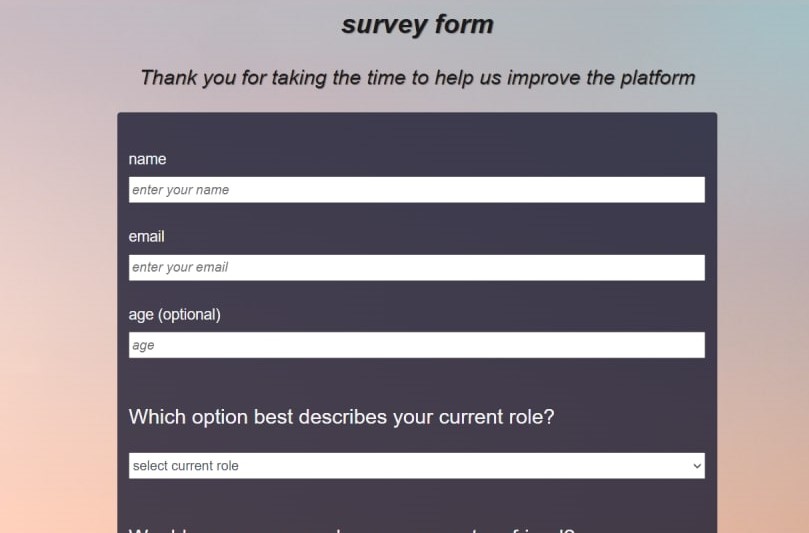 survey form
Thank you for taking the time to help us improve the platform
name
enter your name
email
enter your email
age (optional)
age
Which option best describes your current role?
select current role